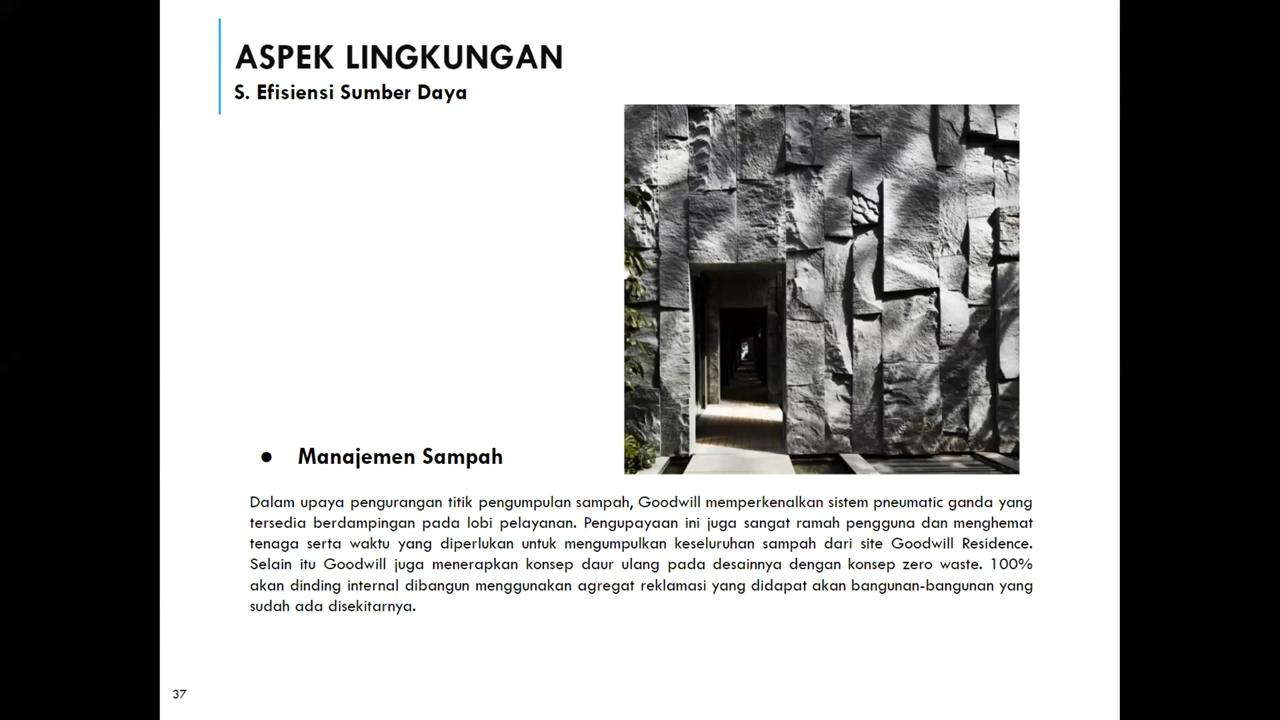 ASPEK LINGKUNGAN
S. Efisiensi Sumber Daya
● Manajemen Sampah
Dalam upaya pengurangan titik pengumpulan sampah, Goodwill memperkenalkan sistem pneumatic ganda yang
tersedia berdampingan pada lobi pelayanan. Pengupayaan ini juga sangat ramah pengguna dan menghemat
tenaga serta waktu yang diperlukan untuk mengumpulkan keseluruhan sampah dari site Goodwill Residence.
Selain itu Goodwill juga menerapkan konsep daur ulang pada desainnya dengan konsep zero waste. 100%
akan dinding internal dibangun menggunakan agregat reklamasi yang didapat akan bangunan-bangunan yang
sudah ada disekitarnya.
37